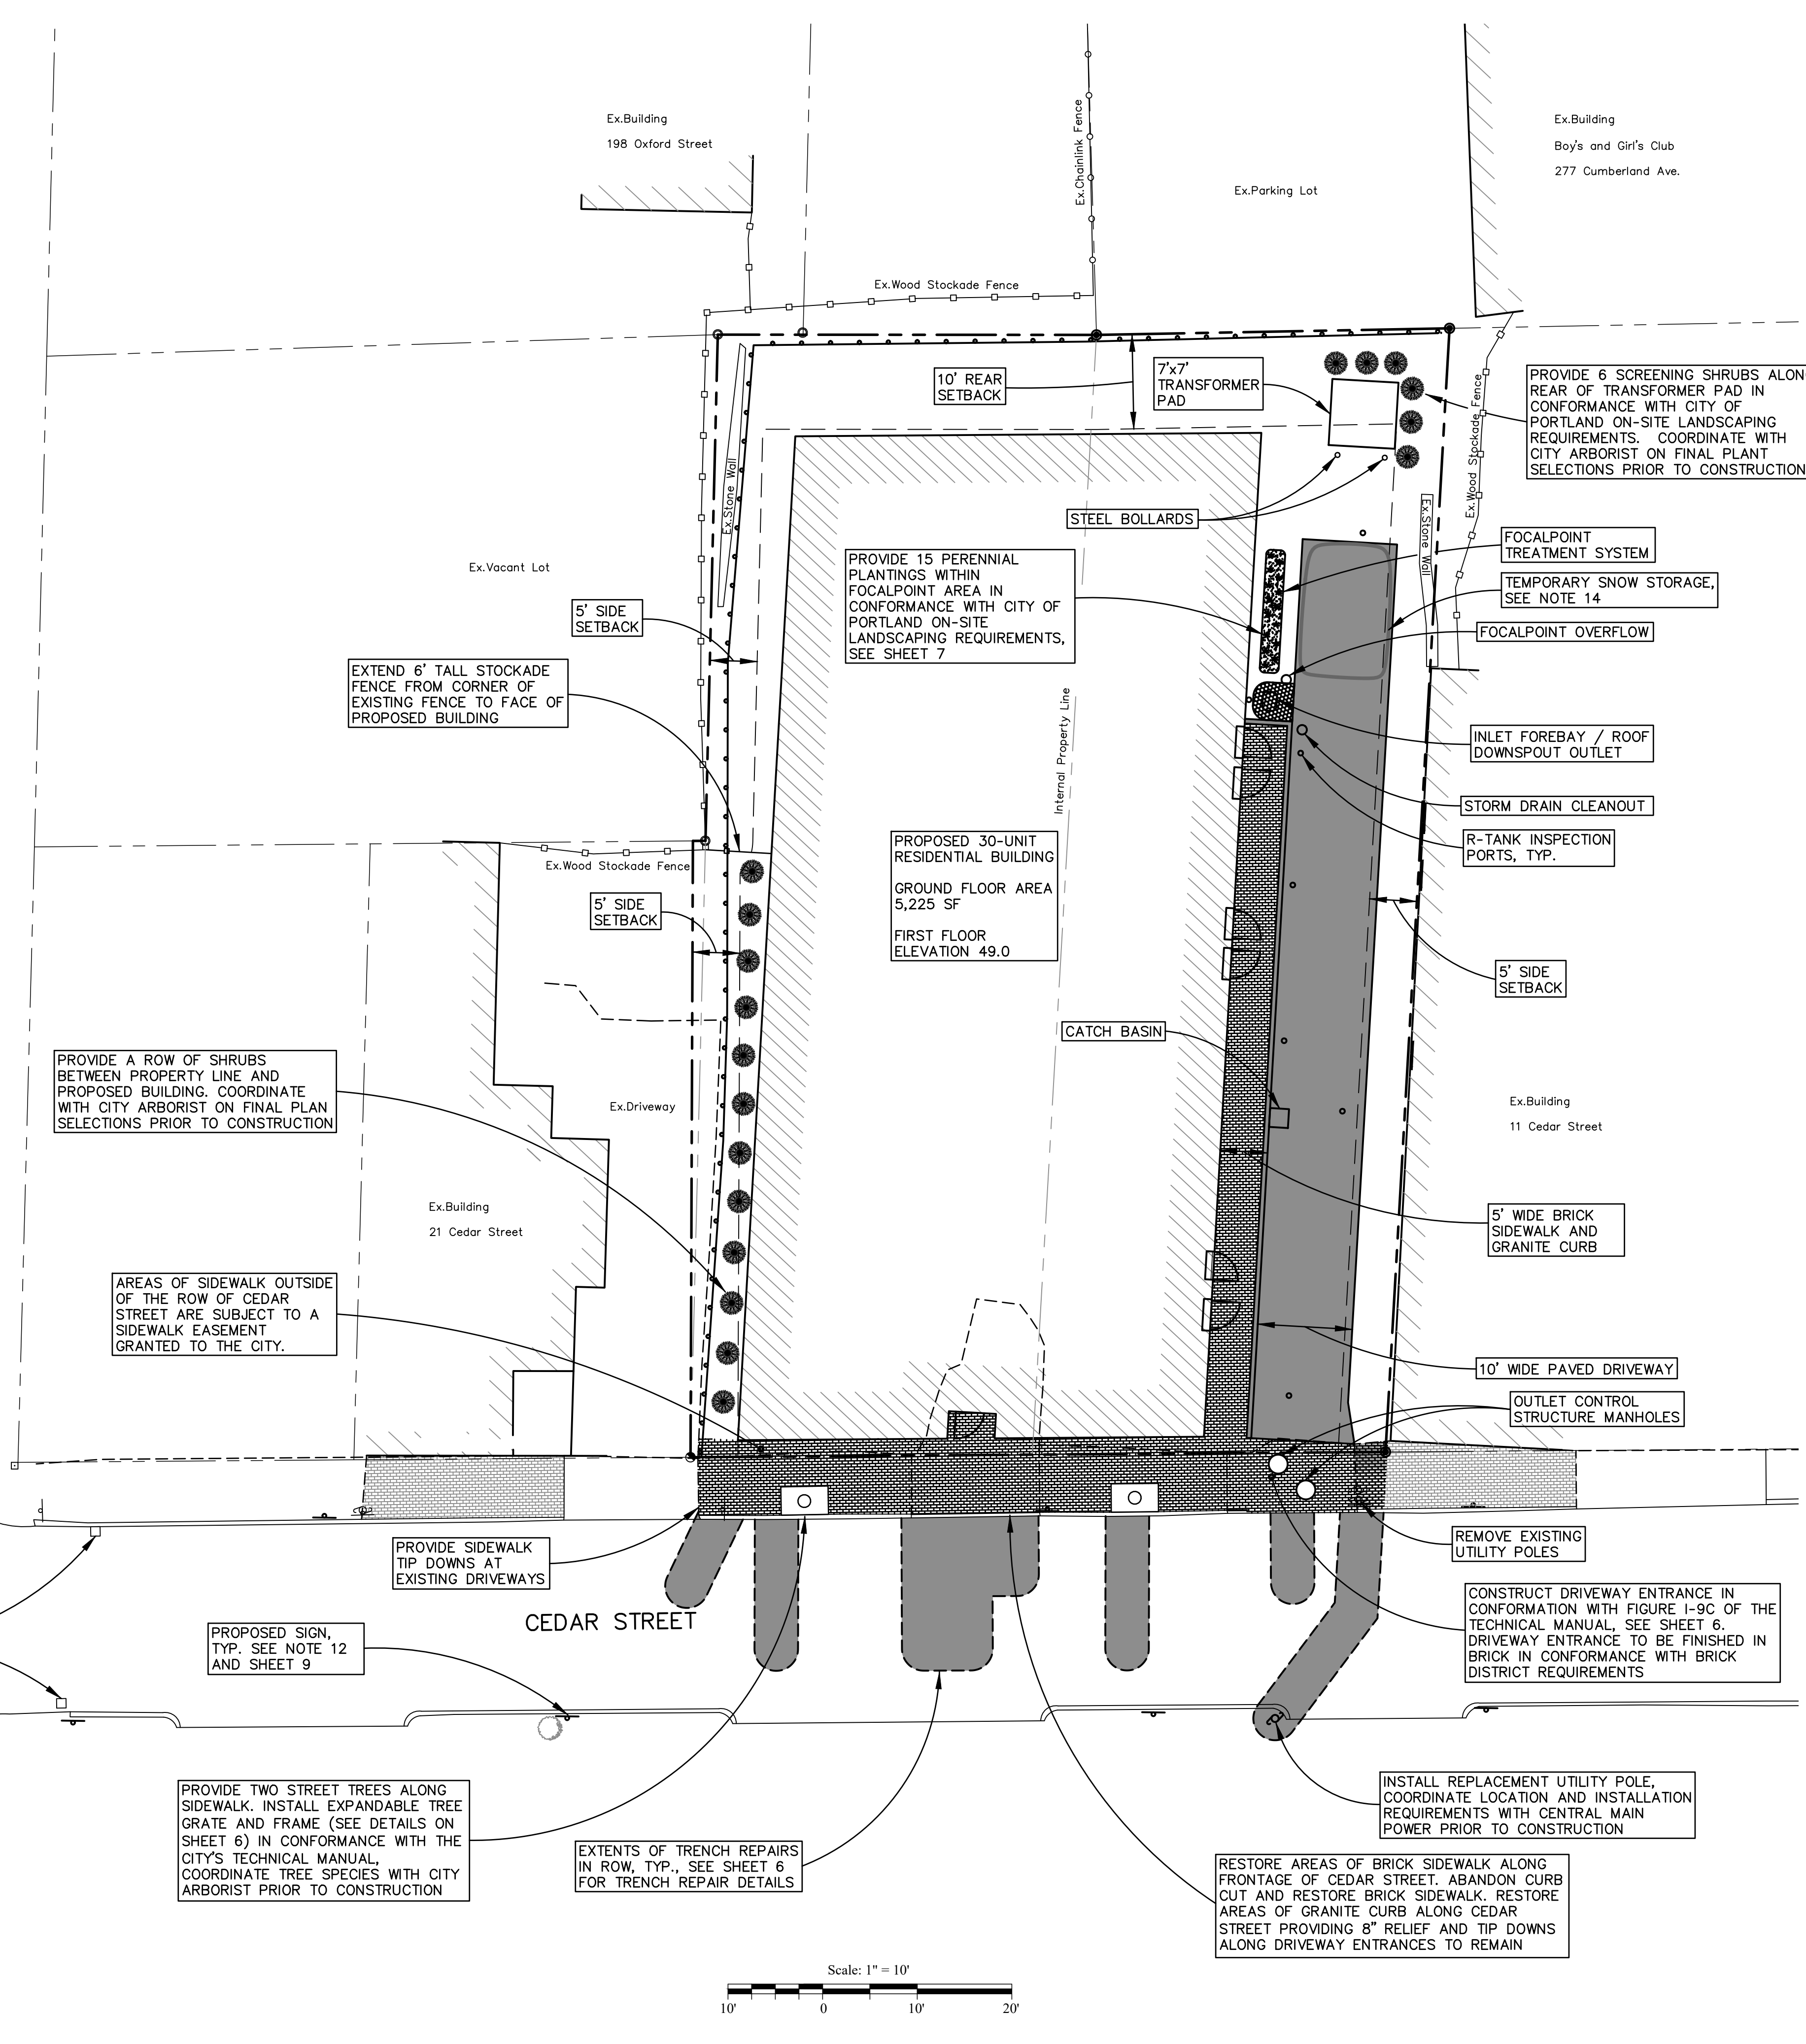 Ex.Building
198 Oxford Street
Ex.Chainlink Fence
Ex.Parking Lot
Ex.Building
Boy's and Girl's Club
277 Cumberland Ave.
Ex.Wood Stockade Fence
10' REAR
SETBACK
7'x7'
TRANSFORMER
PAD
PROVIDE 6 SCREENING SHRUBS ALON
REAR OF TRANSFORMER PAD IN
CONFORMANCE WITH CITY OF
PORTLAND ON-SITE LANDSCAPING
REQUIREMENTS. COORDINATE WITH
CITY ARBORIST ON FINAL PLANT
SELECTIONS PRIOR TO CONSTRUCTION
Ex.Wood Stockade Fence
Ex.Stone Wall
Ex.Stone Wall
STEEL BOLLARDS
FOCALPOINT
TREATMENT SYSTEM
Ex.Vacant Lot
PROVIDE 15 PERENNIAL
PLANTINGS WITHIN
FOCALPOINT AREA IN
CONFORMANCE WITH CITY OF
PORTLAND ON-SITE
LANDSCAPING REQUIREMENTS,
SEE SHEET 7
TEMPORARY SNOW STORAGE,
SEE NOTE 14
5' SIDE
SETBACK
FOCALPOINT OVERFLOW
EXTEND 6' TALL STOCKADE
FENCE FROM CORNER OF
EXISTING FENCE TO FACE OF
PROPOSED BUILDING
Internal Property Line
INLET FOREBAY / ROOF
DOWNSPOUT OUTLET
STORM DRAIN CLEANOUT
R-TANK INSPECTION
PORTS, TYP.
PROPOSED 30-UNIT
RESIDENTIAL BUILDING
GROUND FLOOR AREA
5,225 SF
FIRST FLOOR
ELEVATION 49.0
Ex.Wood Stockade Fence
5' SIDE
SETBACK
5' SIDE
SETBACK
CATCH BASIN
PROVIDE A ROW OF SHRUBS
BETWEEN PROPERTY LINE AND
PROPOSED BUILDING. COORDINATE
WITH CITY ARBORIST ON FINAL PLAN
SELECTIONS PRIOR TO CONSTRUCTION
Ex.Driveway
Ex.Building
11 Cedar Street
Ex.Building
21 Cedar Street
5' WIDE BRICK
SIDEWALK AND
GRANITE CURB
AREAS OF SIDEWALK OUTSIDE
OF THE ROW OF CEDAR
STREET ARE SUBJECT TO A
SIDEWALK EASEMENT
GRANTED TO THE CITY.
10' WIDE PAVED DRIVEWAY
OUTLET CONTROL
STRUCTURE MANHOLES
PROVIDE SIDEWALK
TIP DOWNS AT
EXISTING DRIVEWAYS
REMOVE EXISTING
UTILITY POLES
CEDAR STREET
CONSTRUCT DRIVEWAY ENTRANCE IN
CONFORMATION WITH FIGURE I-9C OF THE
TECHNICAL MANUAL, SEE SHEET 6.
DRIVEWAY ENTRANCE TO BE FINISHED IN
BRICK IN CONFORMANCE WITH BRICK
DISTRICT REQUIREMENTS
PROPOSED SIGN,
TYP. SEE NOTE 12
AND SHEET 9
PROVIDE TWO STREET TREES ALONG
SIDEWALK. INSTALL EXPANDABLE TREE
GRATE AND FRAME (SEE DETAILS ON
SHEET 6) IN CONFORMANCE WITH THE
CITY'S TECHNICAL MANUAL,
COORDINATE TREE SPECIES WITH CITY
ARBORIST PRIOR TO CONSTRUCTION
INSTALL REPLACEMENT UTILITY POLE,
COORDINATE LOCATION AND INSTALLATION
REQUIREMENTS WITH CENTRAL MAIN
POWER PRIOR TO CONSTRUCTION
EXTENTS OF TRENCH REPAIRS
IN ROW, TYP., SEE SHEET 6
FOR TRENCH REPAIR DETAILS
RESTORE AREAS OF BRICK SIDEWALK ALONG
FRONTAGE OF CEDAR STREET. ABANDON CURB
CUT AND RESTORE BRICK SIDEWALK. RESTORE
AREAS OF GRANITE CURB ALONG CEDAR
STREET PROVIDING 8" RELIEF AND TIP DOWNS
ALONG DRIVEWAY ENTRANCES TO REMAIN
Scale: 1" = 10'
10' 0 10' 20'